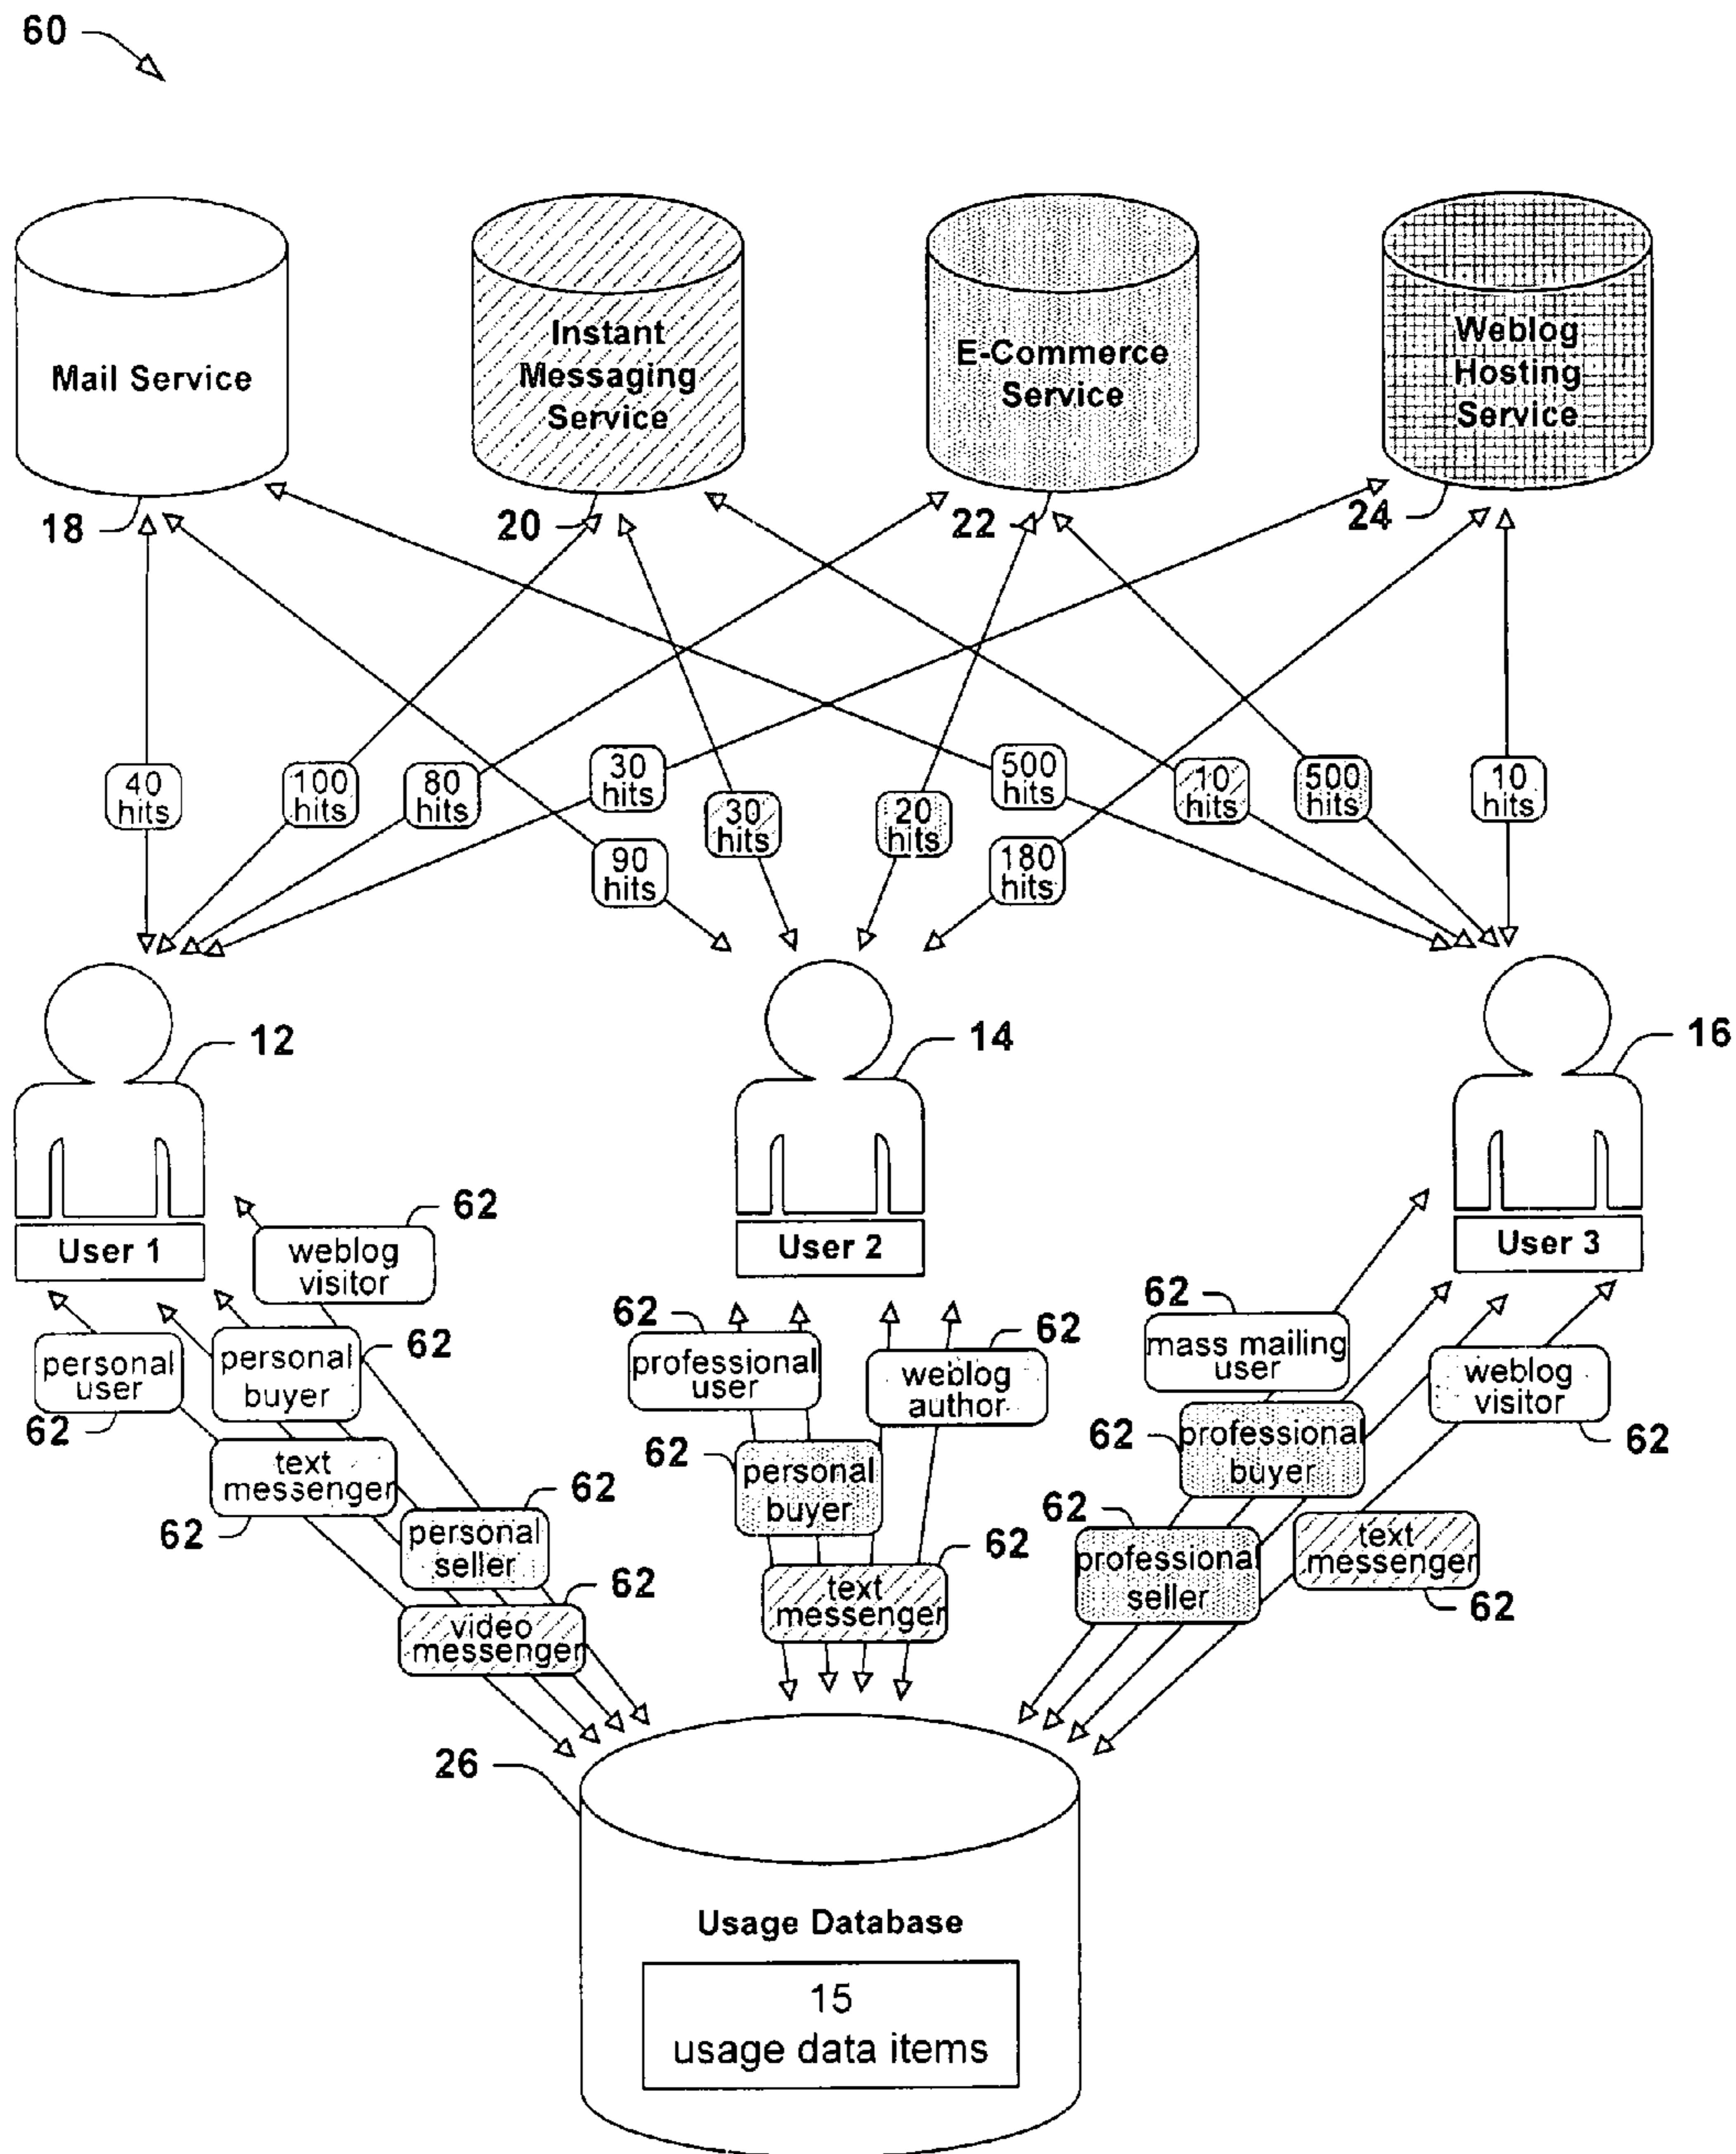 60
Mail Service
Instant
Messaging
Service
E-Commerce
Service
Weblog
Hosting
Service
18
20
22
24
40
hits
100
hits
80
hits
30
hits
90
hits
30
hits
20
hits
500
hits
180
hits
10
hits
500
hits
10
hits
12
14
16
User 1
User 2
User 3
62
weblog
visitor
personal
user
62
personal
buyer
62
text
messenger
62
personal
seller
62
video
messenger
62
62
professional
user
weblog
author
62
62
personal
buyer
text
messenger
62
62
mass mailing
user
weblog
visitor
62
62
professional
buyer
62
professional
seller
text
messenger
62
26
Usage Database
15
usage data items